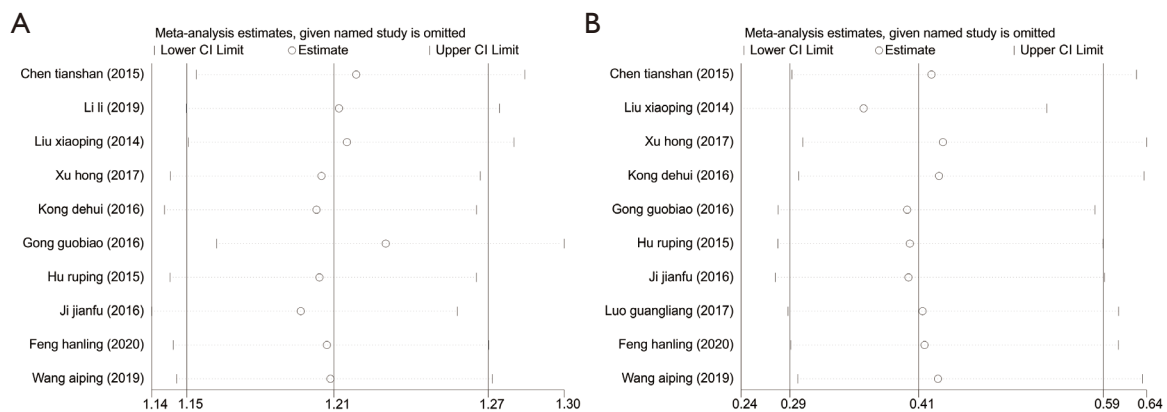 A
Meta-analysis estimates, given named study is omitted
Lower CI Limit Estimate Upper CI Limit
Chen tianshan (2015)
Li li (2019)
Liu xiaoping (2014)
Xu hong (2017)
Kong dehui (2016)
Gong guobiao (2016)
Hu ruping (2015)
Ji jianfu (2016)
Feng hanling (2020)
Wang aiping (2019)
1.14 1.15 1.21 1.27 1.30
B
Meta-analysis estimates, given named study is omitted
Lower CI Limit Estimate Upper CI Limit
Chen tianshan (2015)
Liu xiaoping (2014)
Xu hong (2017)
Kong dehui (2016)
Gong guobiao (2016)
Hu ruping (2015)
Ji jianfu (2016)
Luo guangliang (2017)
Feng hanling (2020)
Wang aiping (2019)
0.24 0.29 0.41 0.59 0.64